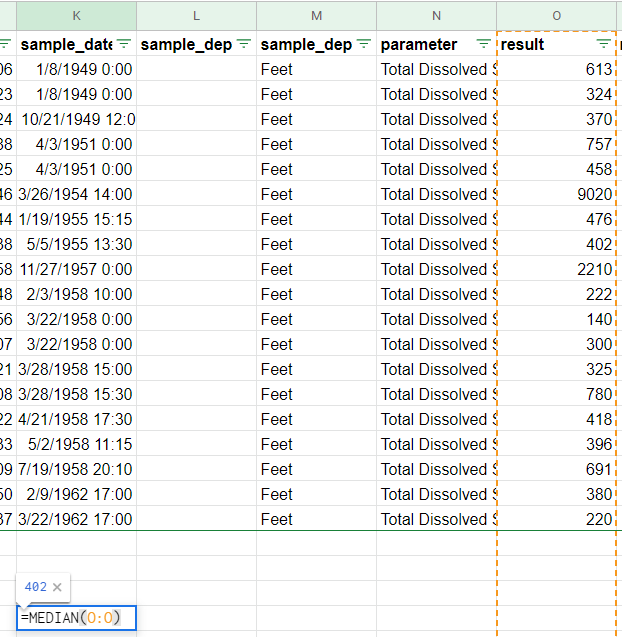 K L M N O
sample_date sample_dep sample_dep parameter result
06 1/8/1949 0:00 Feet Total Dissolved S 613
23 1/8/1949 0:00 Feet Total Dissolved S 324
24 10/21/1949 12:0 Feet Total Dissolved S 370
38 4/3/1951 0:00 Feet Total Dissolved S 757
25 4/3/1951 0:00 Feet Total Dissolved S 458
46 3/26/1954 14:00 Feet Total Dissolved S 9020
44 1/19/1955 15:15 Feet Total Dissolved S 476
38 5/5/1955 13:30 Feet Total Dissolved S 402
58 11/27/1957 0:00 Feet Total Dissolved S 2210
48 2/3/1958 10:00 Feet Total Dissolved S 222
56 3/22/1958 0:00 Feet Total Dissolved S 140
07 3/22/1958 0:00 Feet Total Dissolved S 300
21 3/28/1958 15:00 Feet Total Dissolved S 325
08 3/28/1958 15:30 Feet Total Dissolved S 780
22 4/21/1958 17:30 Feet Total Dissolved S 418
33 5/2/1958 11:15 Feet Total Dissolved S 396
09 7/19/1958 20:10 Feet Total Dissolved S 691
50 2/9/1962 17:00 Feet Total Dissolved S 380
37 3/22/1962 17:00 Feet Total Dissolved S 220
402 ×
=MEDIAN(O:O)